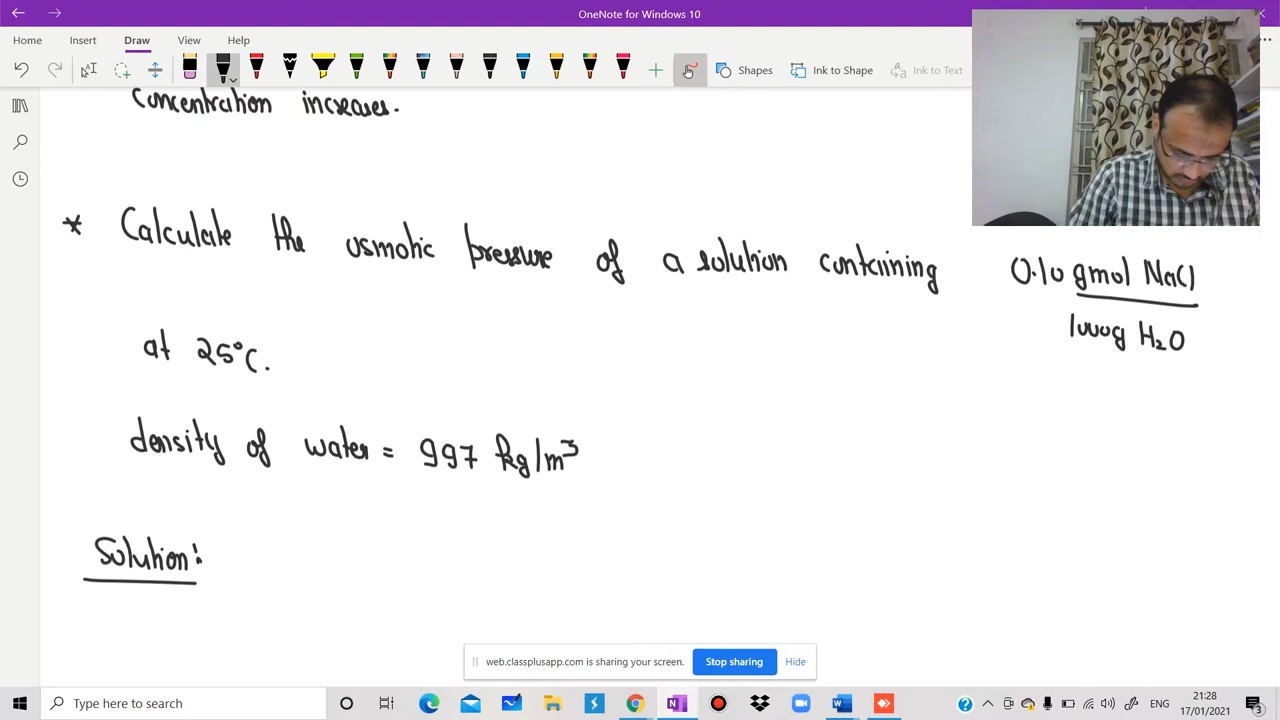 OneNote for Windows 10
Home Insert Draw View Help
Shapes Ink to Shape Ink to Text
Concentration increases.
* Calculate the osmotic pressure of a solution containing 0.10 gmol NaCl
1000g H₂O
at 25°C.
density of water = 997 kg/m³
Solution:
web.classplusapp.com is sharing your screen. Stop sharing Hide
Type here to search
ENG
21:28
17/01/2021
3